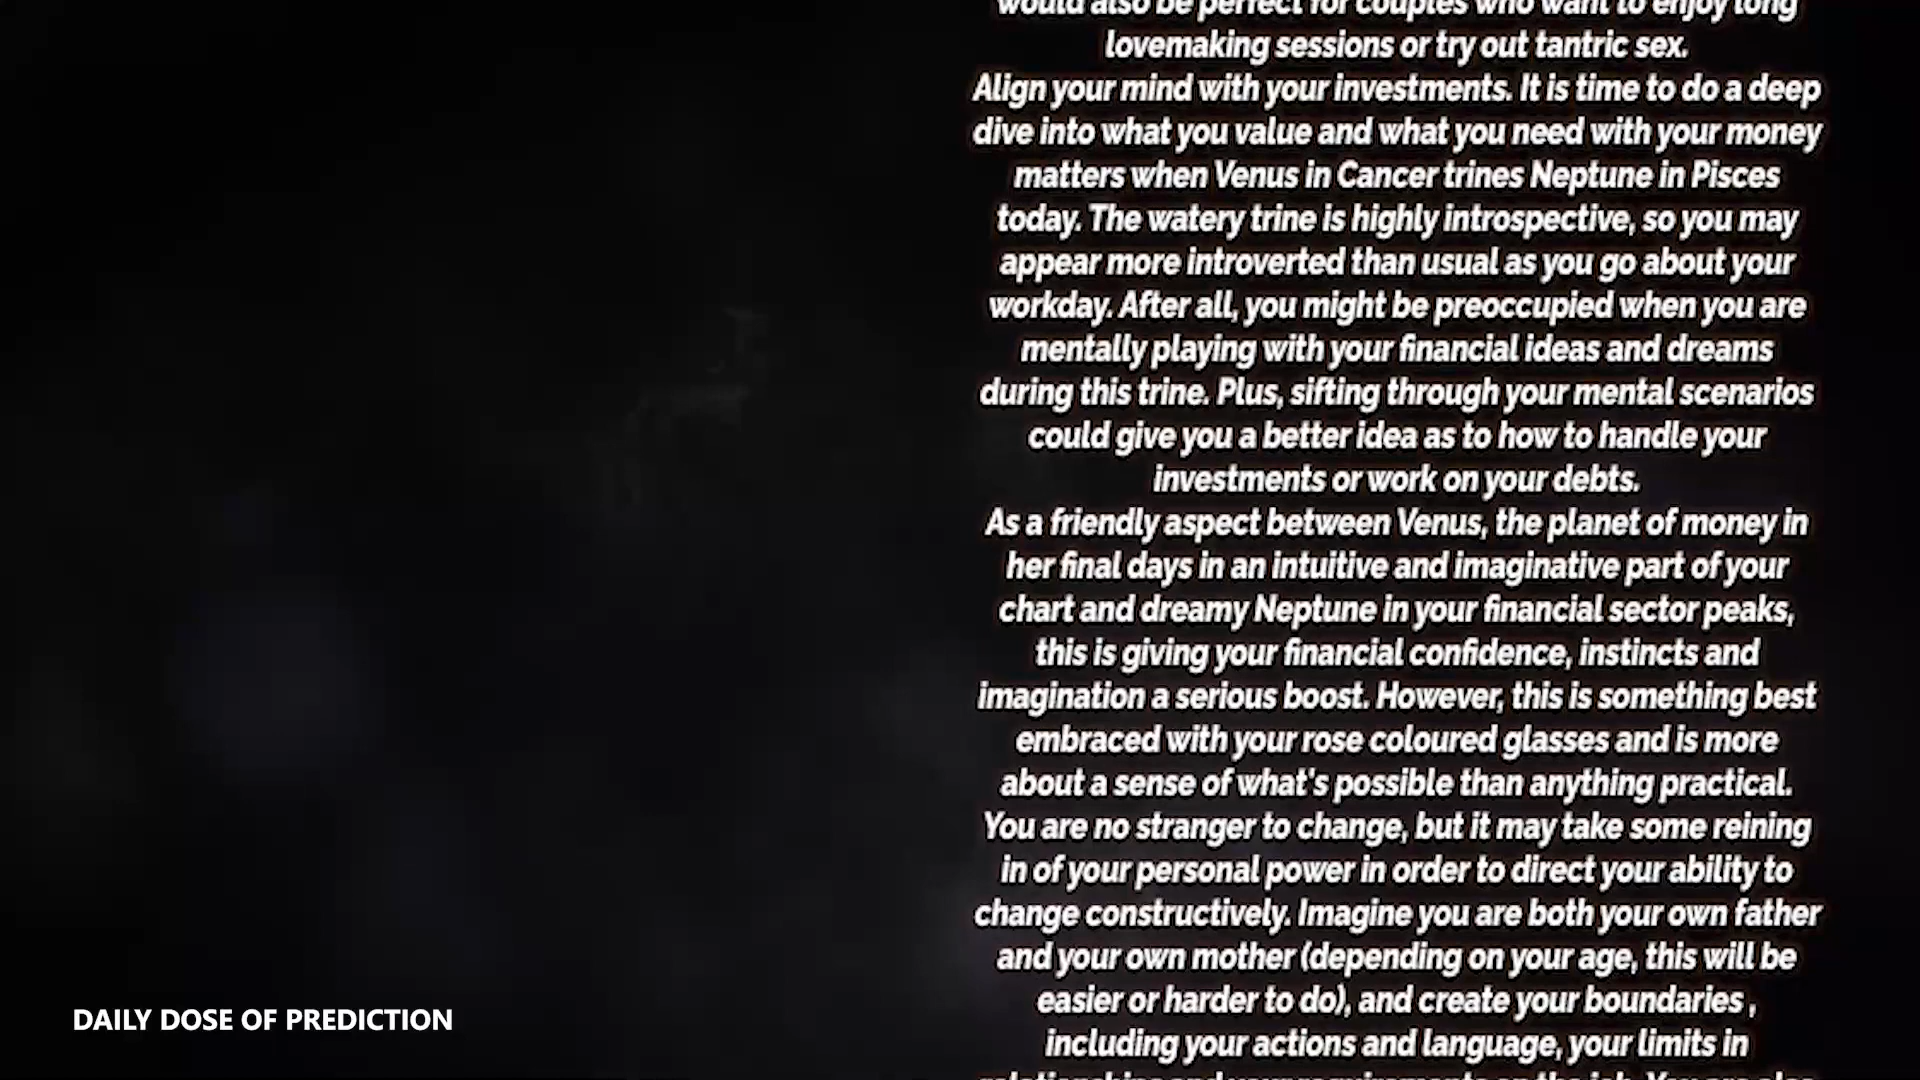 would also be perfect for couples who want to enjoy long
lovemaking sessions or try out tantric sex.
Align your mind with your investments. It is time to do a deep
dive into what you value and what you need with your money
matters when Venus in Cancer trines Neptune in Pisces
today. The watery trine is highly introspective, so you may
appear more introverted than usual as you go about your
workday. After all, you might be preoccupied when you are
mentally playing with your financial ideas and dreams
during this trine. Plus, sifting through your mental scenarios
could give you a better idea as to how to handle your
investments or work on your debts.
As a friendly aspect between Venus, the planet of money in
her final days in an intuitive and imaginative part of your
chart and dreamy Neptune in your financial sector peaks,
this is giving your financial confidence, instincts and
imagination a serious boost. However, this is something best
embraced with your rose coloured glasses and is more
about a sense of what's possible than anything practical.
You are no stranger to change, but it may take some reining
in of your personal power in order to direct your ability to
change constructively. Imagine you are both your own father
and your own mother (depending on your age, this will be
easier or harder to do), and create your boundaries ,
including your actions and language, your limits in
DAILY DOSE OF PREDICTION